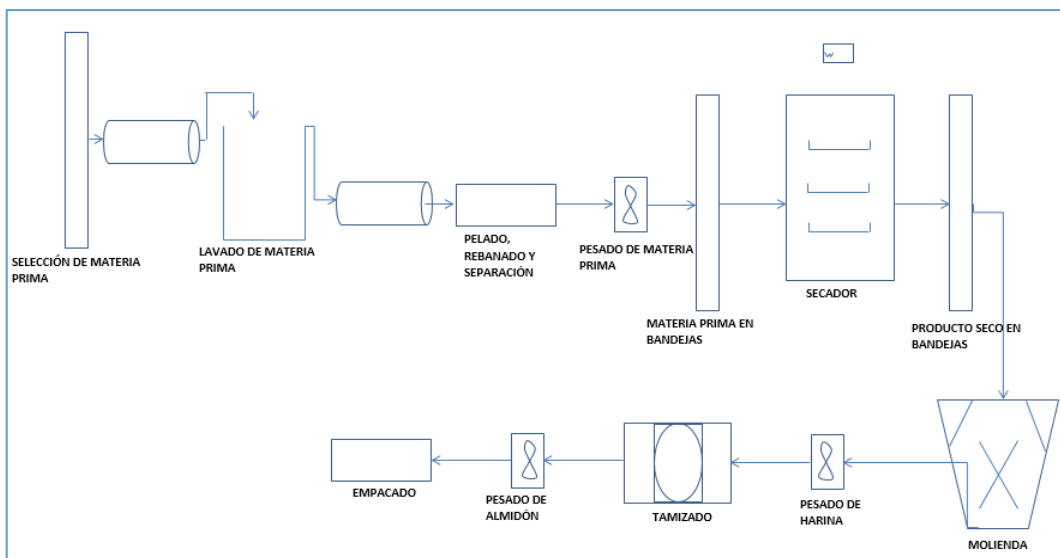 W
SELECCIÓN DE MATERIA
PRIMA
LAVADO DE MATERIA
PRIMA
PELADO,
REBANADO Y
SEPARACIÓN
PESADO DE MATERIA
PRIMA
MATERIA PRIMA EN
BANDEJAS
SECADOR
PRODUCTO SECO EN
BANDEJAS
EMPACADO
PESADO DE
ALMIDÓN
TAMIZADO
PESADO DE
HARINA
MOLIENDA